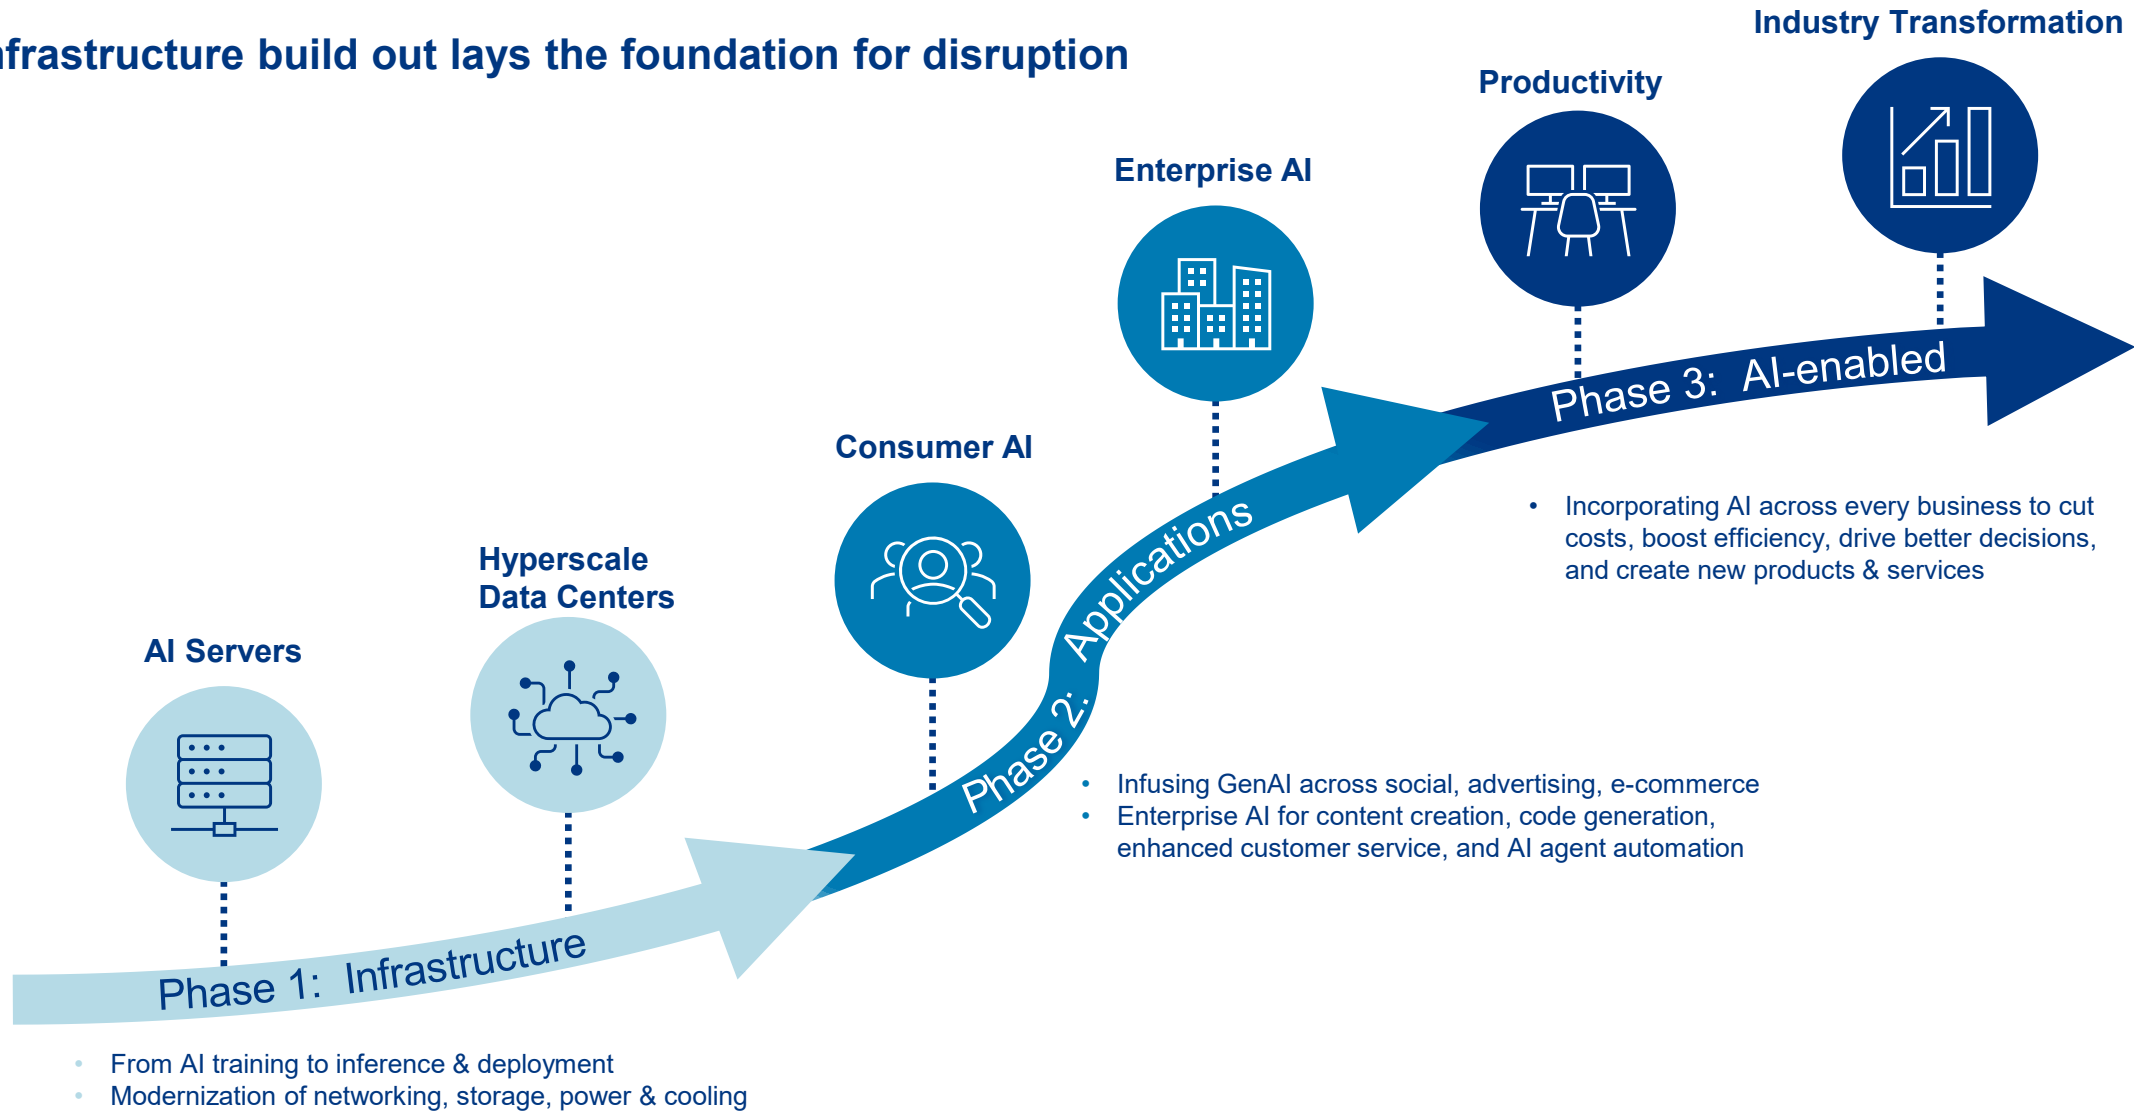 nfrastructure build out lays the foundation for disruption
Industry Transformation
Productivity
Enterprise AI
Consumer AI
Hyperscale
Data Centers
AI Servers
Phase 1: Infrastructure
• From AI training to inference & deployment
• Modernization of networking, storage, power & cooling
Phase 2: Applications
• Infusing GenAI across social, advertising, e-commerce
• Enterprise AI for content creation, code generation,
enhanced customer service, and AI agent automation
Phase 3: AI-enabled
• Incorporating AI across every business to cut
costs, boost efficiency, drive better decisions,
and create new products & services